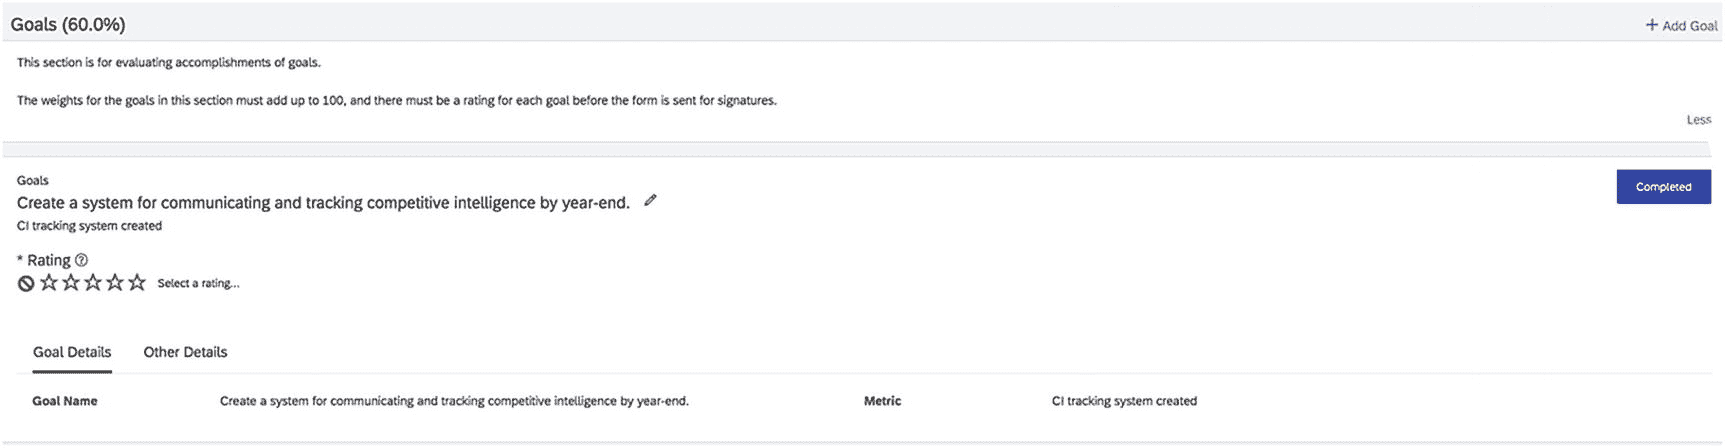 Goals (60.0%)
+ Add Goal
This section is for evaluating accomplishments of goals.
The weights for the goals in this section must add up to 100, and there must be a rating for each goal before the form is sent for signatures.
Less
Goals
Completed
Create a system for communicating and tracking competitive intelligence by year-end.
CI tracking system created
* Rating ?
Select a rating...
Goal Details Other Details
Goal Name Create a system for communicating and tracking competitive intelligence by year-end. Metric CI tracking system created